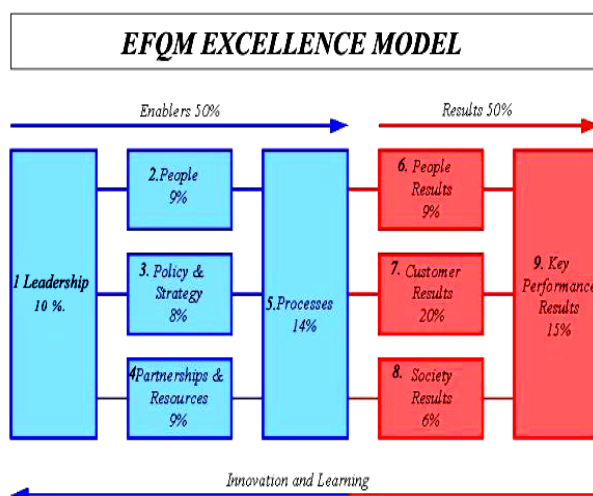 EFQM EXCELLENCE MODEL
Enablers 50%
Results 50%
1 Leadership
10 %.
2.People
9%
3. Policy &
Strategy
8%
4Partnerships &
Resources
9%
5.Processes
14%
6. People
Results
9%
7. Customer
Results
20%
8. Society
Results
6%
9. Key
Performance
Results
15%
Innovation and Learning